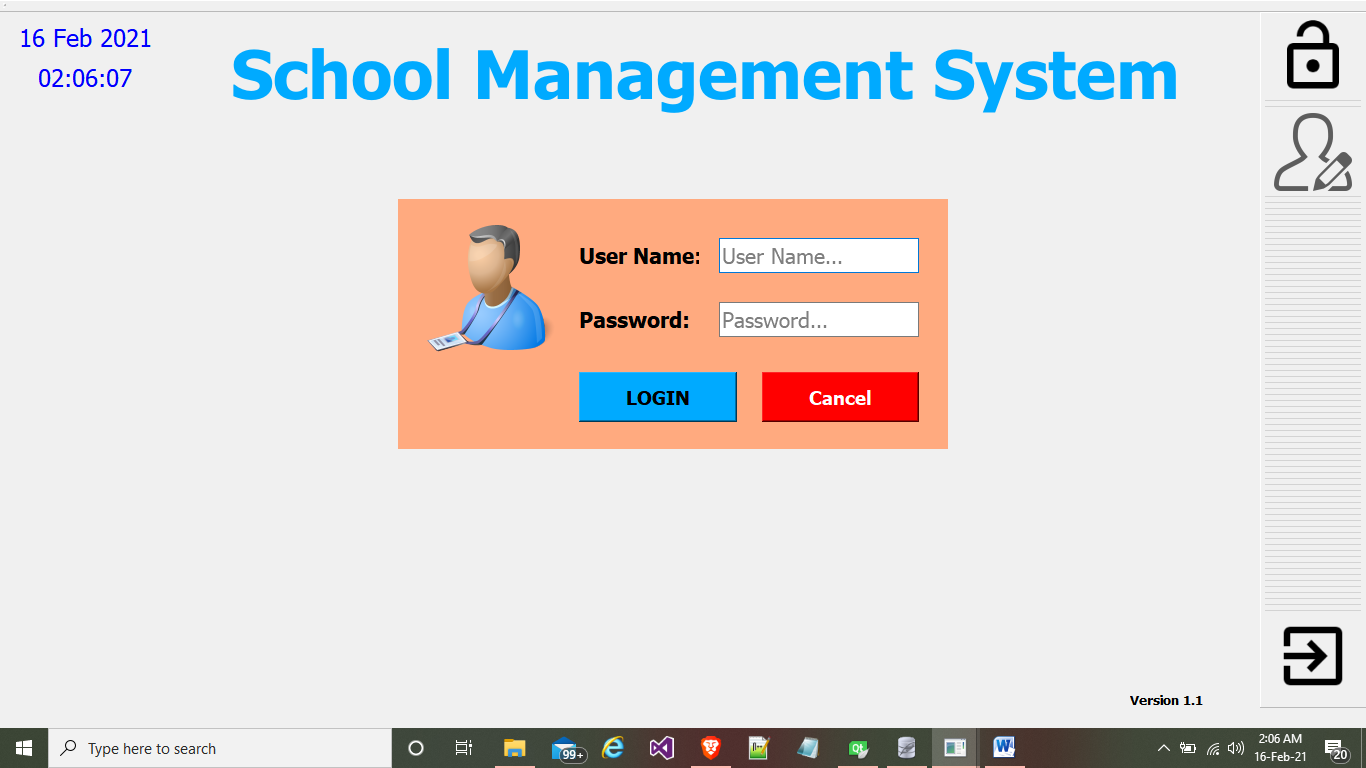 16 Feb 2021
02:06:07
School Management System
User Name:
User Name...
Password:
Password...
LOGIN
Cancel
Version 1.1
Type here to search
99+
Qt
2:06 AM
16-Feb-21
20